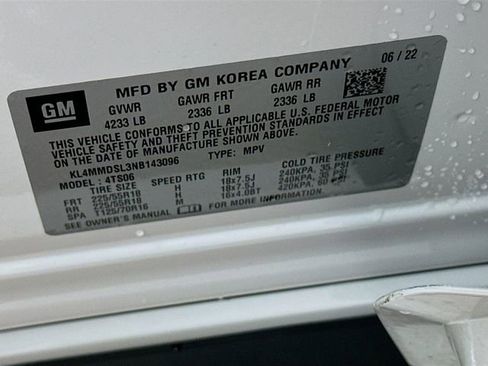 MFD BY GM KOREA COMPANY 06 / 22
GM
GVWR GAWR FRT GAWR RR
4233 LB 2336 LB 2336 LB
THIS VEHICLE CONFORMS TO ALL APPLICABLE U.S. FEDERAL MOTOR
VEHICLE SAFETY AND THEFT PREVENTION STANDARDS IN EFFECT
ON THE DATE OF MANUFACTURE SHOWN ABOVE.
KL4MMDSL3NB143096 TYPE: MPV
MODEL : 4TS06
TIRE SIZE SPEED RTG RIM COLD TIRE PRESSURE
FRT 225/55R18 H 18x7.5J 240KPA, 35 PSI
RR 225/55R18 H 18x7.5J 240KPA, 35 PSI
SPA T125/70R16 M 16x4.0BT 420KPA, 60
SEE OWNER'S MANUAL